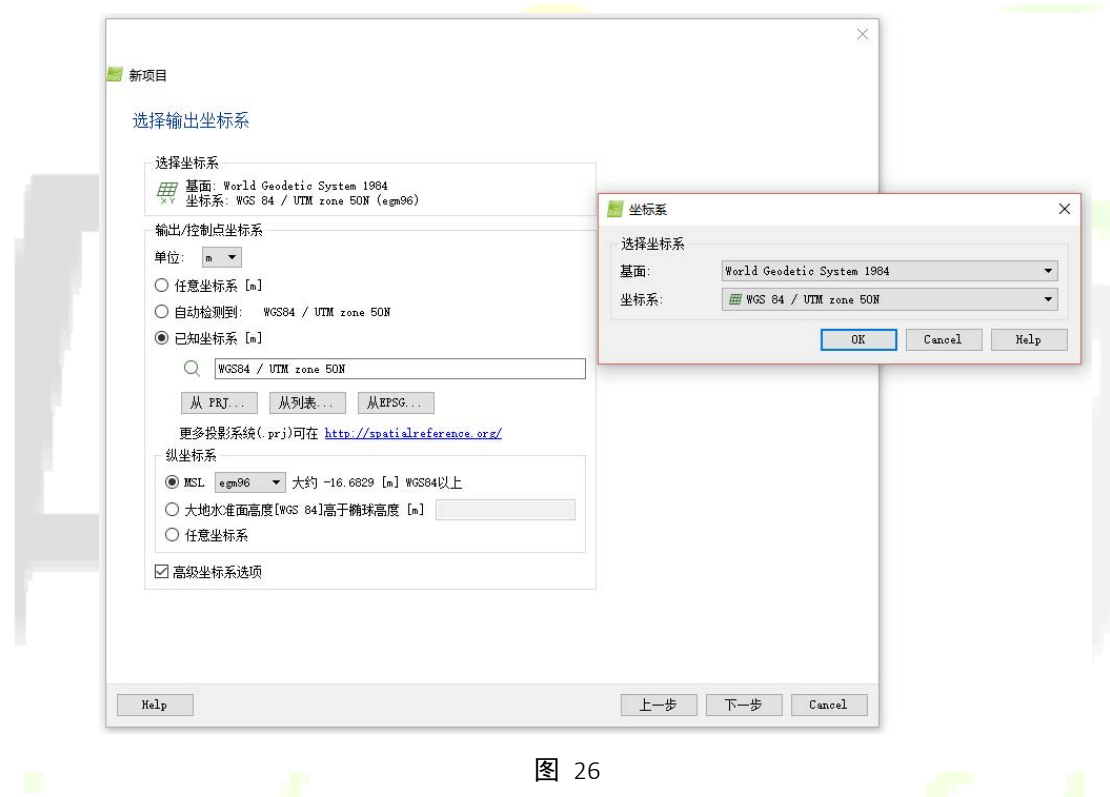 新项目
选择输出坐标系
选择坐标系
基面: World Geodetic System 1984
坐标系: WGS 84 / UTM zone 50N (egm96)
输出/控制点坐标系
单位: m
任意坐标系 [m]
自动检测到: WGS84 / UTM zone 50N
已知坐标系 [m]
WGS84 / UTM zone 50N
从 PRJ... 从列表... 从EPSG...
更多投影系统(.prj)可在 http://spatialreference.org/
纵坐标系
MSL egm96 大约 -16.6829 [m] WGS84以上
大地水准面高度[WGS 84]高于椭球高度 [m]
任意坐标系
高级坐标系选项
Help 上一步 下一步 Cancel
坐标系
选择坐标系
基面: World Geodetic System 1984
坐标系: WGS 84 / UTM zone 50N
OK Cancel Help
图 26